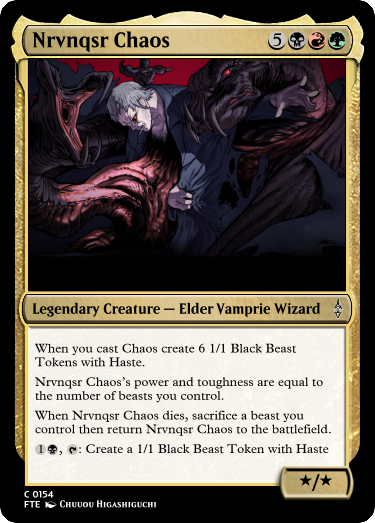 Nrvnqsr Chaos 5
Legendary Creature — Elder Vamprie Wizard
When you cast Chaos create 6 1/1 Black Beast
Tokens with Haste.
Nrvnqsr Chaos's power and toughness are equal to
the number of beasts you control.
When Nrvnqsr Chaos dies, sacrifice a beast you
control then return Nrvnqsr Chaos to the battlefield.
1 , : Create a 1/1 Black Beast Token with Haste
★/★
C 0154
FTE Chuuou Higashiguchi